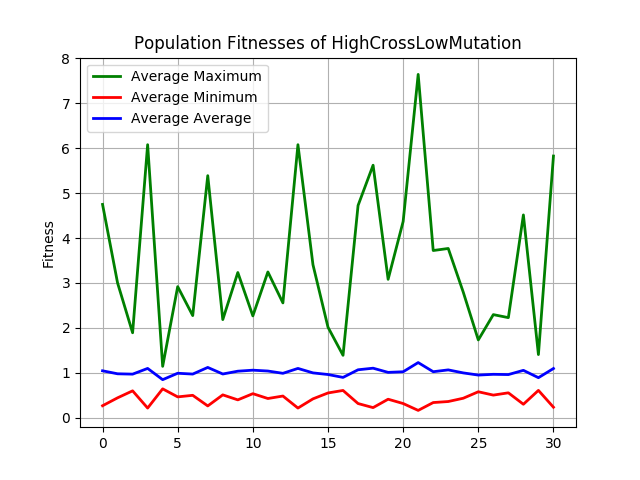 Population Fitnesses of HighCrossLowMutation
Average Maximum
Average Minimum
Average Average
Fitness
8
7
6
5
4
3
2
1
0
0 5 10 15 20 25 30